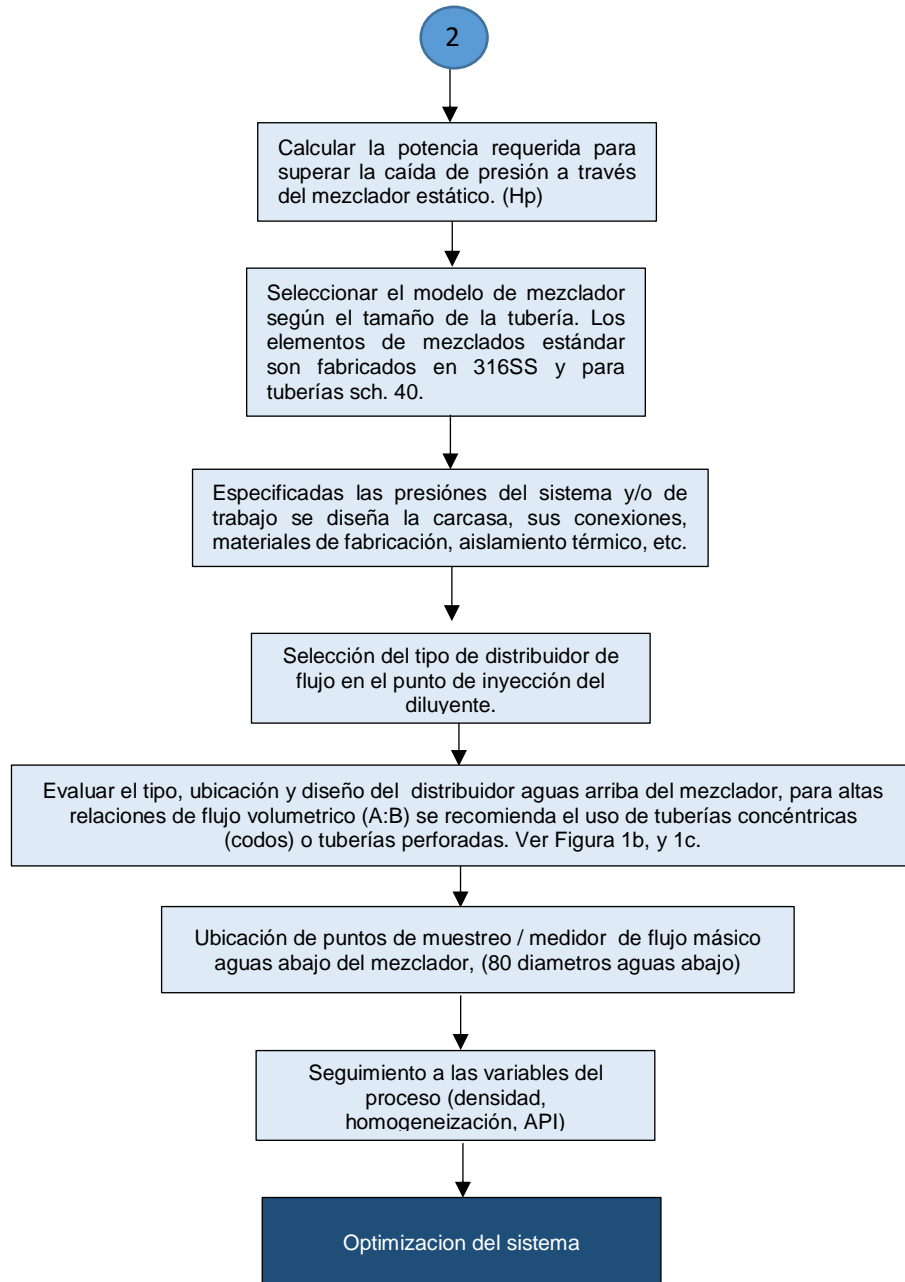 2
Calcular la potencia requerida para
superar la caída de presión a través
del mezclador estático. (Hp)
Seleccionar el modelo de mezclador
según el tamaño de la tubería. Los
elementos de mezclados estándar
son fabricados en 316SS y para
tuberías sch. 40.
Especificadas las presiónes del sistema y/o de
trabajo se diseña la carcasa, sus conexiones,
materiales de fabricación, aislamiento térmico, etc.
Selección del tipo de distribuidor de
flujo en el punto de inyección del
diluyente.
Evaluar el tipo, ubicación y diseño del distribuidor aguas arriba del mezclador, para altas
relaciones de flujo volumetrico (A:B) se recomienda el uso de tuberías concéntricas
(codos) o tuberías perforadas. Ver Figura 1b, y 1c.
Ubicación de puntos de muestreo / medidor de flujo másico
aguas abajo del mezclador, (80 diametros aguas abajo)
Seguimiento a las variables del
proceso (densidad,
homogeneización, API)
Optimizacion del sistema